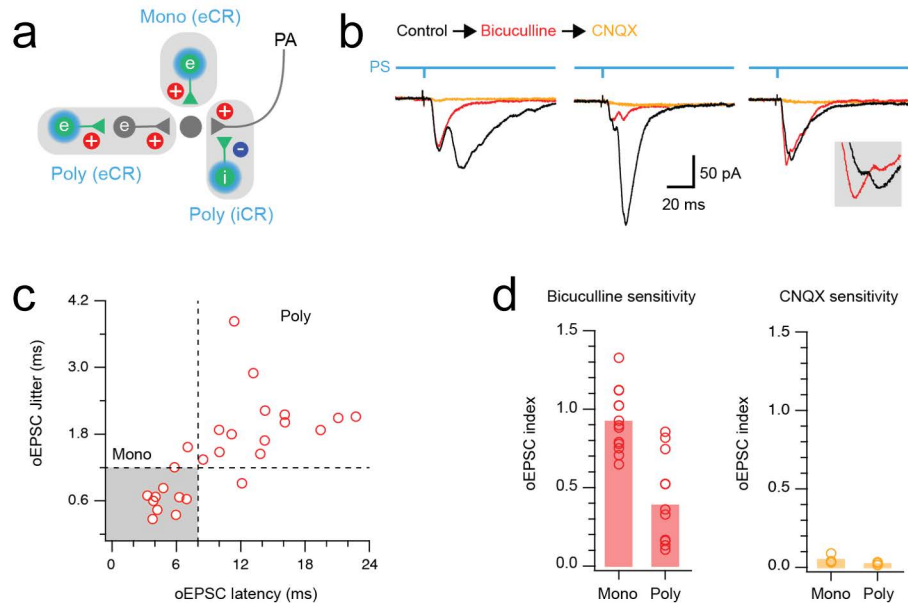 a
Mono (eCR)
PA
e
+
+
e
e
+
+
-
Poly (eCR)
i
Poly (iCR)
b
Control Bicuculline CNQX
PS
50 pA
20 ms
c
4.2
3.0
1.8
0.6
oEPSC Jitter (ms)
Poly
Mono
0 6 12 18 24
oEPSC latency (ms)
d
Bicuculline sensitivity
1.5
1.0
0.5
0.0
oEPSC index
Mono Poly
CNQX sensitivity
1.5
1.0
0.5
0.0
oEPSC index
Mono Poly